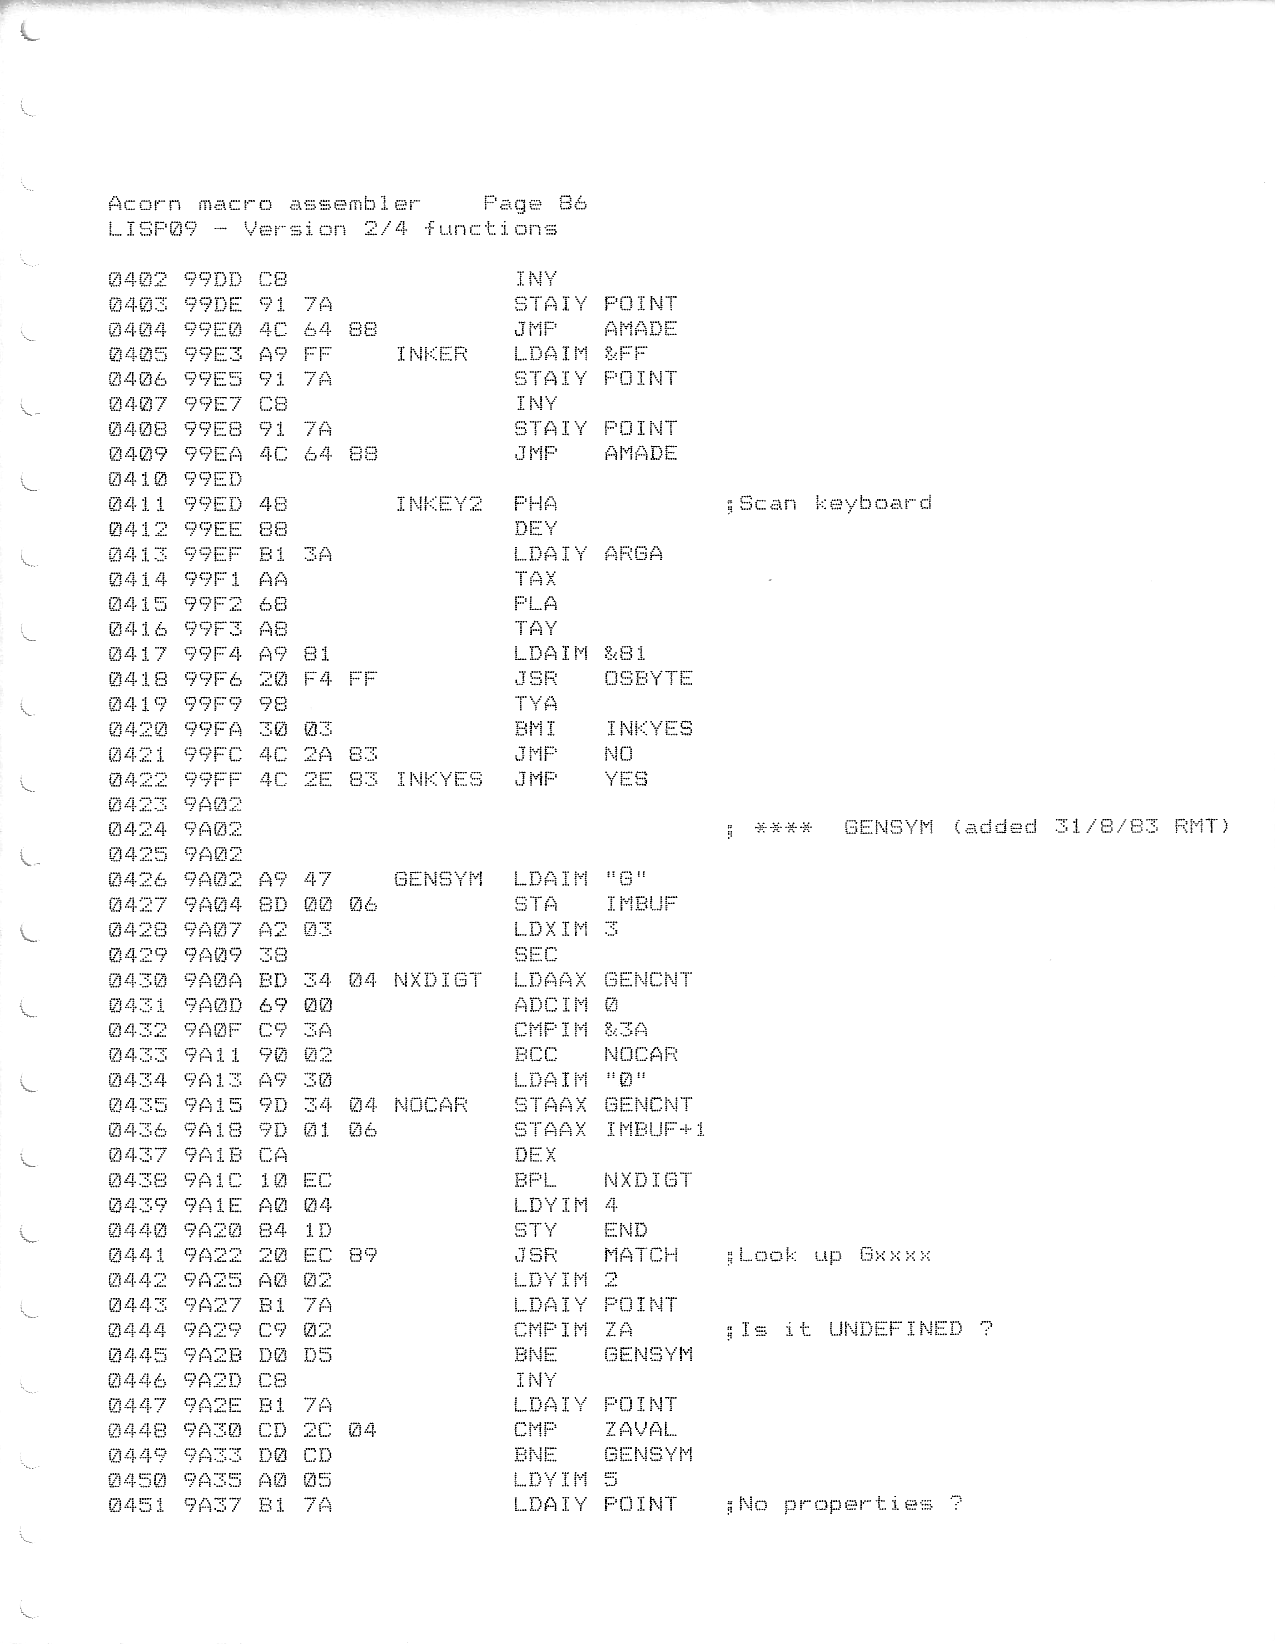 Acorn macro assembler     Page 86
LISP09 - Version 2/4 functions
0402 99DD C8                INY
0403 99DE 91 7A             STAIY POINT
0404 99E0 4C 64 88          JMP   AMADE
0405 99E3 A9 FF     INKER   LDAIM &FF
0406 99E5 91 7A             STAIY POINT
0407 99E7 C8                INY
0408 99E8 91 7A             STAIY POINT
0409 99EA 4C 64 88          JMP   AMADE
0410 99ED
0411 99ED 48        INKEY2  PHA           ;Scan keyboard
0412 99EE 88                DEY
0413 99EF B1 3A             LDAIY ARGA
0414 99F1 AA                TAX
0415 99F2 68                PLA
0416 99F3 A8                TAY
0417 99F4 A9 81             LDAIM &81
0418 99F6 20 F4 FF          JSR   OSBYTE
0419 99F9 98                TYA
0420 99FA 30 03             BMI   INKYES
0421 99FC 4C 2A 83          JMP   NO
0422 99FF 4C 2E 83 INKYES   JMP   YES
0423 9A02
0424 9A02                                 ; ****  GENSYM (added 31/8/83 RMT)
0425 9A02
0426 9A02 A9 47     GENSYM  LDAIM "G"
0427 9A04 8D 00 06          STA   IMBUF
0428 9A07 A2 03             LDXIM 3
0429 9A09 38                SEC
0430 9A0A BD 34 04 NXDIGT   LDAAX GENCNT
0431 9A0D 69 00             ADCIM 0
0432 9A0F C9 3A             CMPIM &3A
0433 9A11 90 02             BCC   NOCAR
0434 9A13 A9 30             LDAIM "0"
0435 9A15 9D 34 04 NOCAR    STAAX GENCNT
0436 9A18 9D 01 06          STAAX IMBUF+1
0437 9A1B CA                DEX
0438 9A1C 10 EC             BPL   NXDIGT
0439 9A1E A0 04             LDYIM 4
0440 9A20 84 1D             STY   END
0441 9A22 20 EC 89          JSR   MATCH   ;Look up Gxxxx
0442 9A25 A0 02             LDYIM 2
0443 9A27 B1 7A             LDAIY POINT
0444 9A29 C9 02             CMPIM ZA      ;Is it UNDEFINED ?
0445 9A2B D0 D5             BNE   GENSYM
0446 9A2D C8                INY
0447 9A2E B1 7A             LDAIY POINT
0448 9A30 CD 2C 04          CMP   ZAVAL
0449 9A33 D0 CD             BNE   GENSYM
0450 9A35 A0 05             LDYIM 5
0451 9A37 B1 7A             LDAIY POINT   ;No properties ?